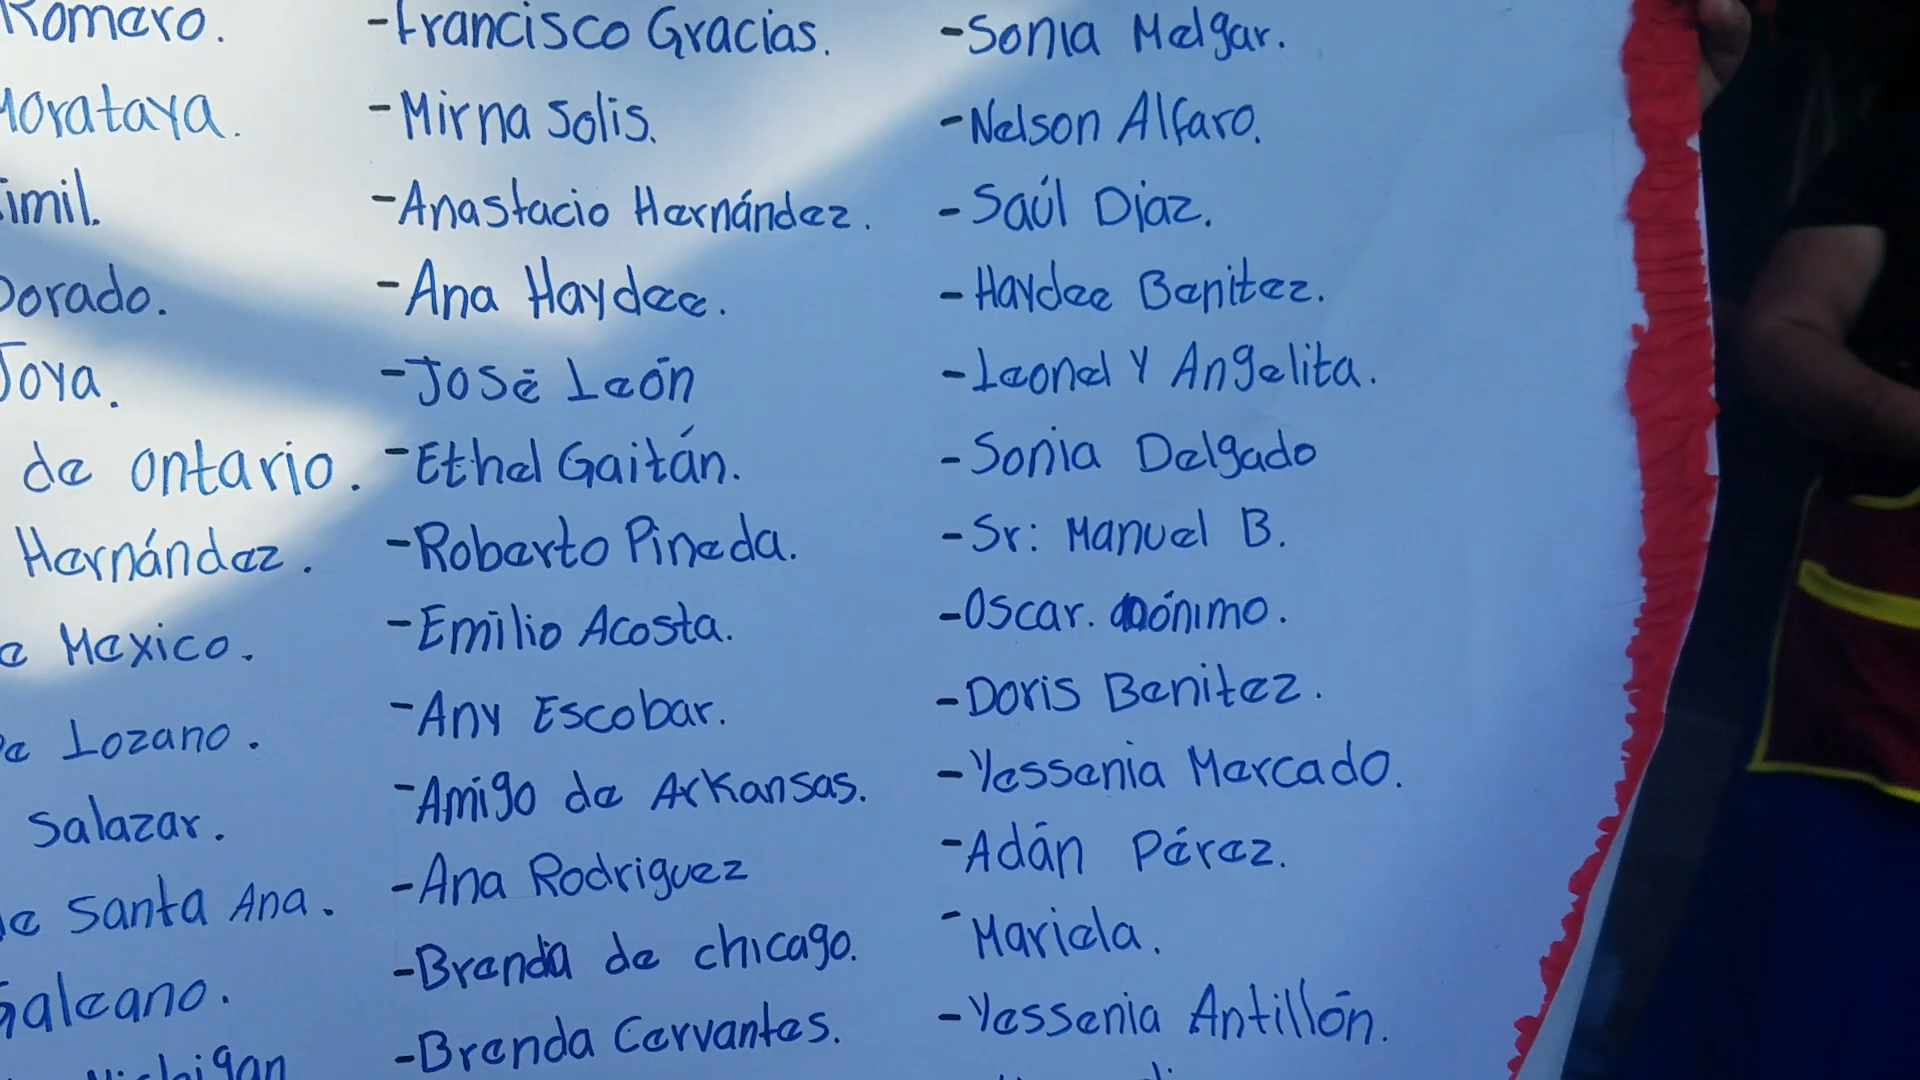 Romero.
Morataya.
imil.
Dorado.
Joya.
de ontario.
Hernández.
e Mexico.
Lozano.
Salazar.
de Santa Ana.
Galeano.
Michigan
-Francisco Gracias.
-Mirna Solis.
-Anastacio Hernández.
-Ana Haydee.
-José León
-Ethel Gaitán.
-Roberto Pineda.
-Emilio Acosta.
-Any Escobar.
-Amigo de Arkansas.
-Ana Rodriguez
-Brenda de chicago.
-Brenda Cervantes.
-Sonia Melgar.
-Nelson Alfaro.
-Saúl Diaz.
-Haydee Benitez.
-Leonel Y Angelita.
-Sonia Delgado
-Sr: Manuel B.
-Oscar. anónimo.
-Doris Benitez.
-Yessenia Mercado.
-Adán Pérez.
-Mariela.
-Yessenia Antillón.